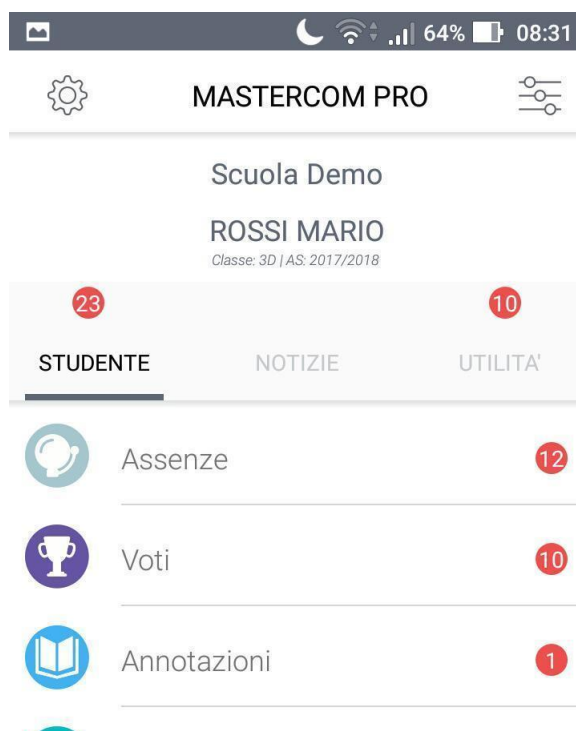 64% 08:31
MASTERCOM PRO
Scuola Demo
ROSSI MARIO
Classe: 3D | AS: 2017/2018
23 10
STUDENTE NOTIZIE UTILITA'
Assenze 12
Voti 10
Annotazioni 1